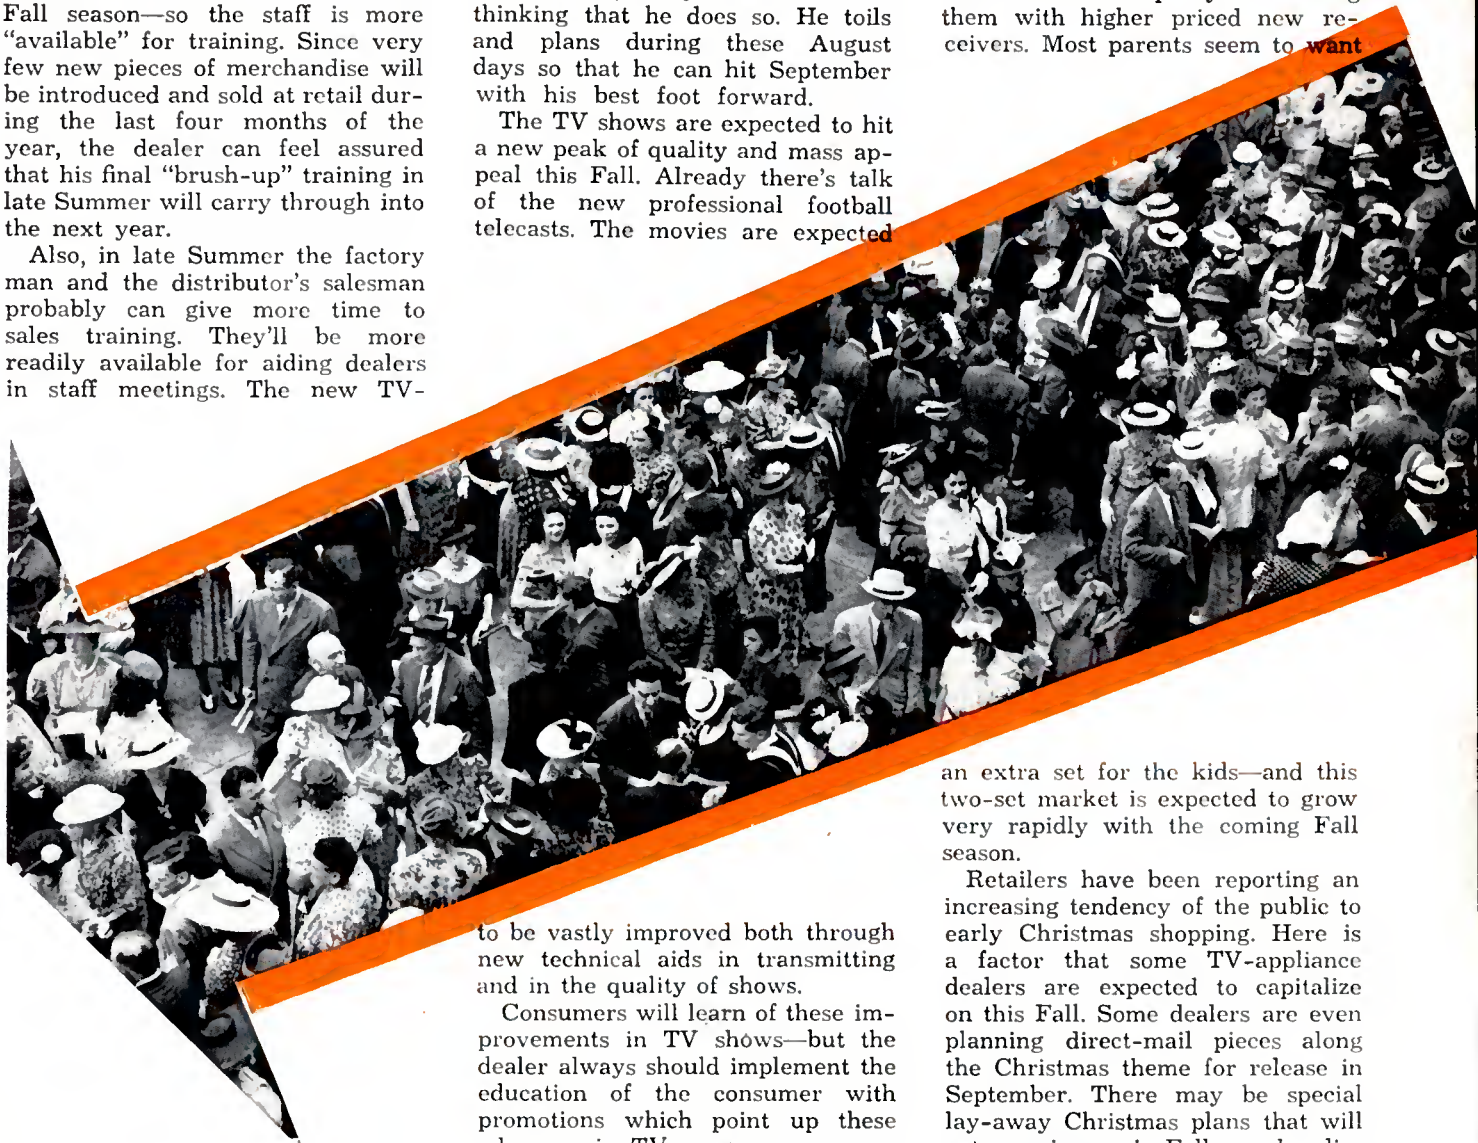 Fall season—so the staff is more
“available” for training. Since very
few new pieces of merchandise will
be introduced and sold at retail dur-
ing the last four months of the
year, the dealer can feel assured
that his final “brush-up” training in
late Summer will carry through into
the next year.
Also, in late Summer the factory
man and the distributor’s salesman
probably can give more time to
sales training. They’ll be more
readily available for aiding dealers
in staff meetings. The new TV-
thinking that he does so. He toils
and plans during these August
days so that he can hit September
with his best foot forward.
The TV shows are expected to hit
a new peak of quality and mass ap-
peal this Fall. Already there’s talk
of the new professional football
telecasts. The movies are expected
to be vastly improved both through
new technical aids in transmitting
and in the quality of shows.
Consumers will learn of these im-
provements in TV shows—but the
dealer always should implement the
education of the consumer with
promotions which point up these
them with higher priced new re-
ceivers. Most parents seem to want
an extra set for the kids—and this
two-set market is expected to grow
very rapidly with the coming Fall
season.
Retailers have been reporting an
increasing tendency of the public to
early Christmas shopping. Here is
a factor that some TV-appliance
dealers are expected to capitalize
on this Fall. Some dealers are even
planning direct-mail pieces along
the Christmas theme for release in
September. There may be special
lay-away Christmas plans that will